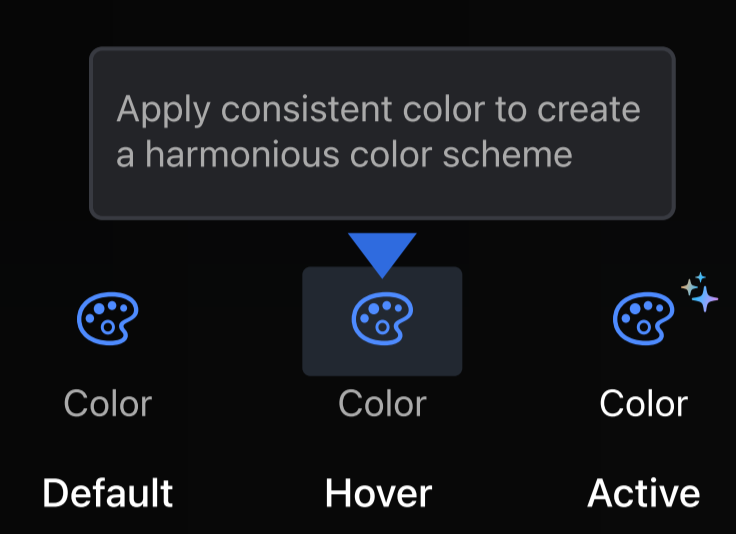 Apply consistent color to create
a harmonious color scheme
Color
Color
Color
Default
Hover
Active